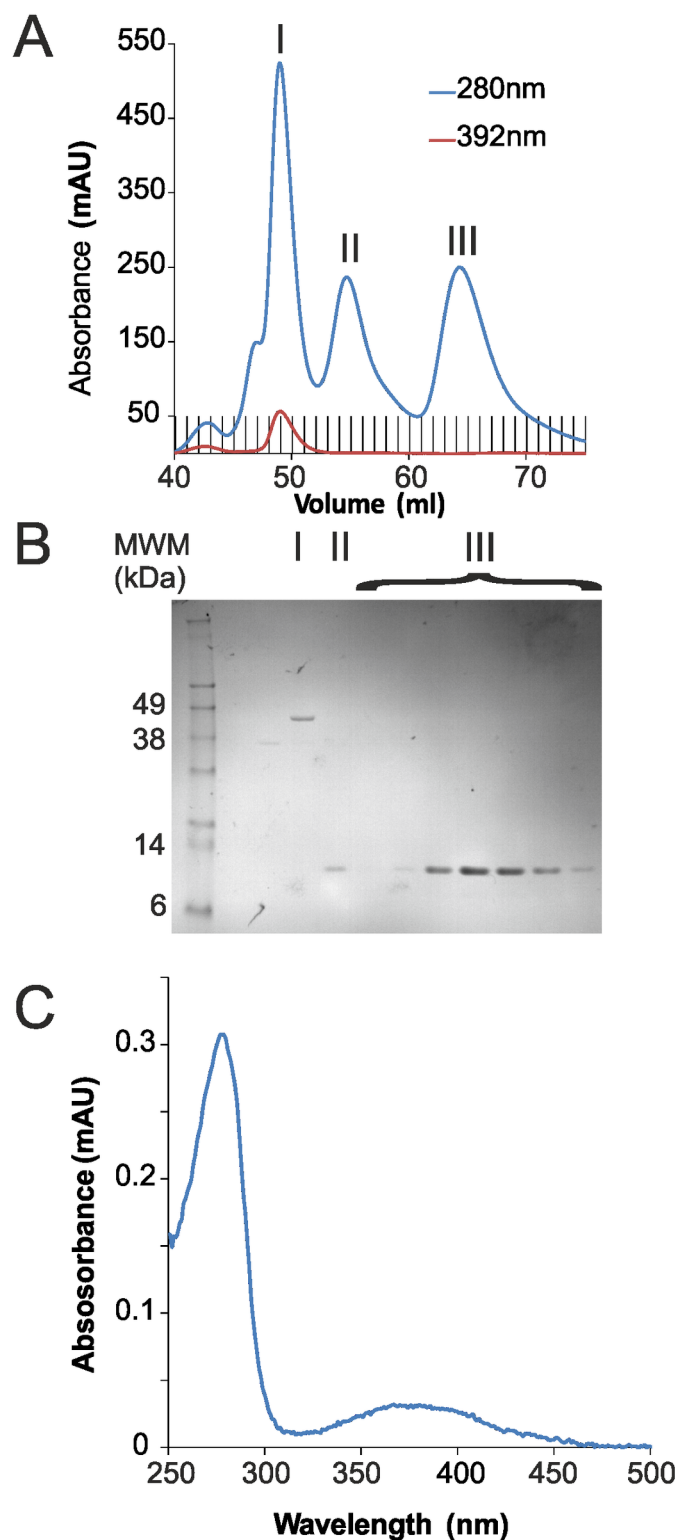 A
I
550
280nm
450
392nm
350
II
III
250
150
50
40 50 60 70
Absorbance (mAU)
Volume (ml)
B
MWM I II III
(kDa)
49
38
14
6
C
0.3
0.2
0.1
0
250 300 350 400 450 500
Absosorbance (mAU)
Wavelength (nm)